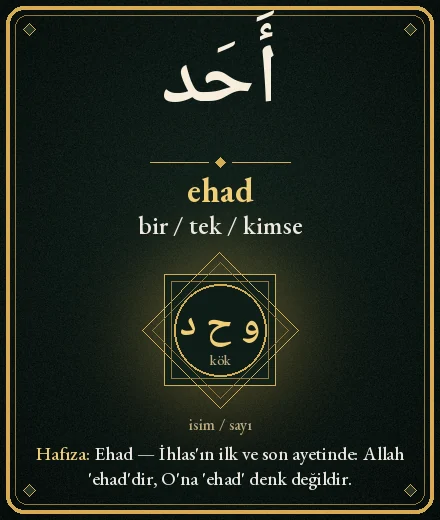 أَحَد
ehad
bir / tek / kimse
و ح د
kök
isim / sayı
Hafıza: Ehad — İhlas'ın ilk ve son ayetinde: Allah
'ehad'dir, O'na 'ehad' denk değildir.